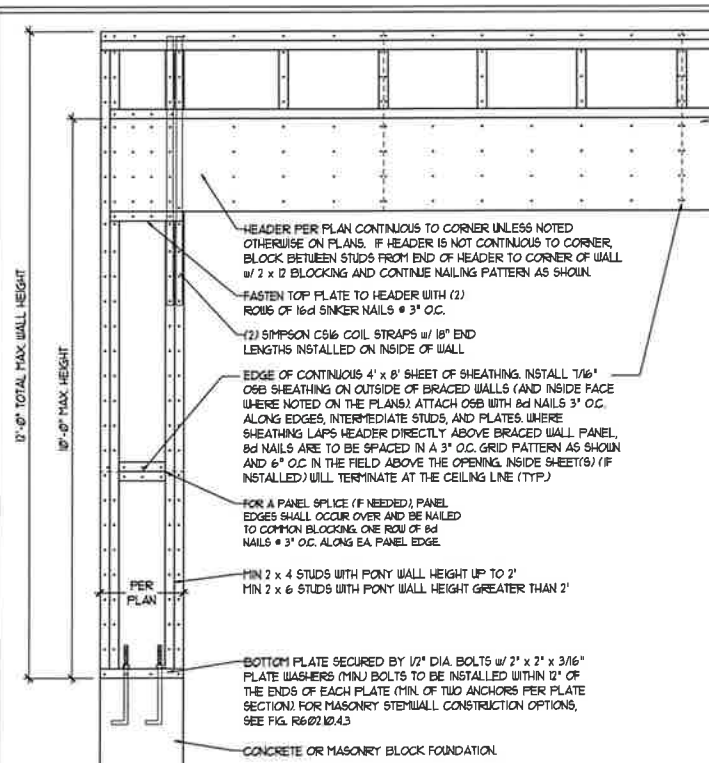 12'-0" TOTAL MAX. WALL HEIGHT
10'-0" MAX. HEIGHT
HEADER PER PLAN CONTINUOUS TO CORNER UNLESS NOTED
OTHERWISE ON PLANS. IF HEADER IS NOT CONTINUOUS TO CORNER,
BLOCK BETWEEN STUDS FROM END OF HEADER TO CORNER OF WALL
w/ 2 x 12 BLOCKING AND CONTINUE NAILING PATTERN AS SHOWN.
FASTEN TOP PLATE TO HEADER WITH (2)
ROWS OF 16d SINKER NAILS @ 3" O.C.
(2) SIMPSON CS16 COIL STRAPS w/ 18" END
LENGTHS INSTALLED ON INSIDE OF WALL
EDGE OF CONTINUOUS 4' x 8' SHEET OF SHEATHING. INSTALL 7/16"
OSB SHEATHING ON OUTSIDE OF BRACED WALLS (AND INSIDE FACE
WHERE NOTED ON THE PLANS). ATTACH OSB WITH 8d NAILS 3" O.C.
ALONG EDGES, INTERMEDIATE STUDS, AND PLATES. WHERE
SHEATHING LAPS HEADER DIRECTLY ABOVE BRACED WALL PANEL,
8d NAILS ARE TO BE SPACED IN A 3" O.C. GRID PATTERN AS SHOWN
AND 6" O.C. IN THE FIELD ABOVE THE OPENING. INSIDE SHEET(S) (IF
INSTALLED) WILL TERMINATE AT THE CEILING LINE (TYP.)
FOR A PANEL SPLICE (IF NEEDED), PANEL
EDGES SHALL OCCUR OVER AND BE NAILED
TO COMMON BLOCKING. ONE ROW OF 8d
NAILS @ 3" O.C. ALONG EA. PANEL EDGE.
MIN 2 x 4 STUDS WITH PONY WALL HEIGHT UP TO 2'
MIN 2 x 6 STUDS WITH PONY WALL HEIGHT GREATER THAN 2'
PER
PLAN
BOTTOM PLATE SECURED BY 1/2" DIA. BOLTS w/ 2" x 2" x 3/16"
PLATE WASHERS (MIN.) BOLTS TO BE INSTALLED WITHIN 12" OF
THE ENDS OF EACH PLATE (MIN. OF TWO ANCHORS PER PLATE
SECTION). FOR MASONRY STEMWALL CONSTRUCTION OPTIONS,
SEE FIG. R602.10.4.3
CONCRETE OR MASONRY BLOCK FOUNDATION.